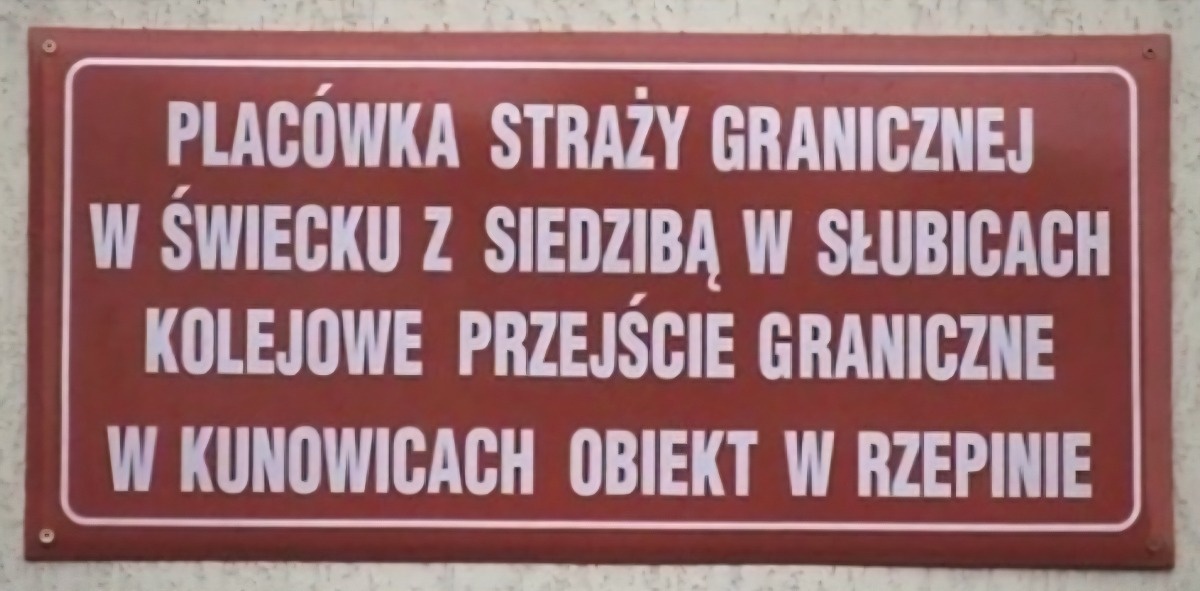 PLACÓWKA STRAŻY GRANICZNEJ
W ŚWIECKU Z SIEDZIBĄ W SŁUBICACH
KOLEJOWE PRZEJŚCIE GRANICZNE
W KUNOWICACH OBIEKT W RZEPINIE